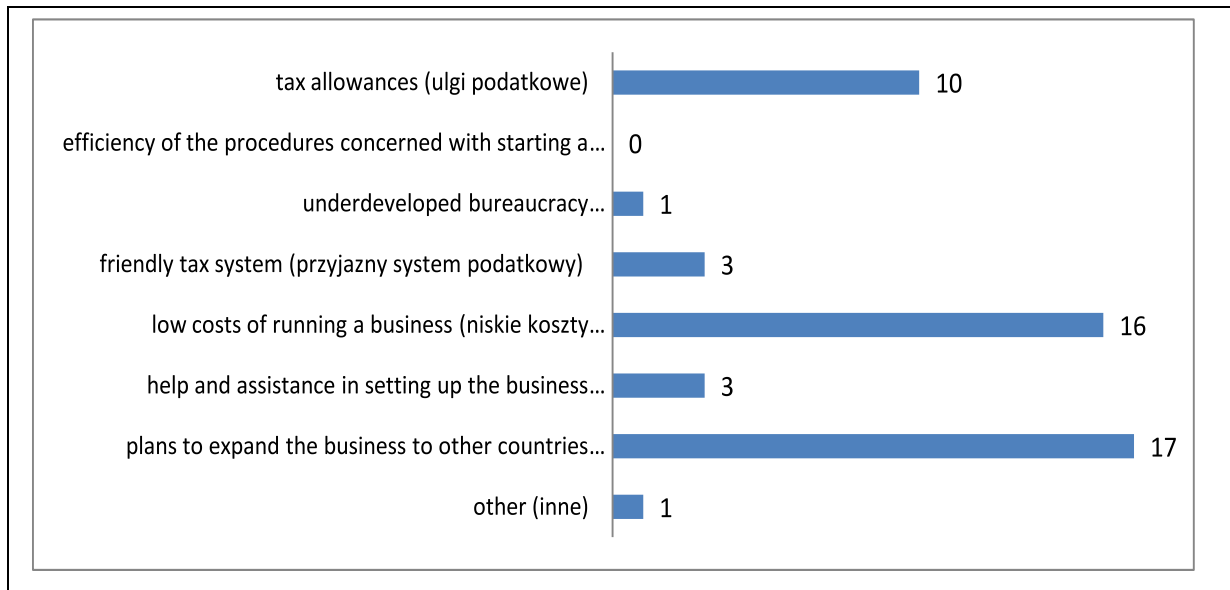 tax allowances (ulgi podatkowe) 10
efficiency of the procedures concerned with starting a... 0
underdeveloped bureaucracy... 1
friendly tax system (przyjazny system podatkowy) 3
low costs of running a business (niskie koszty... 16
help and assistance in setting up the business... 3
plans to expand the business to other countries... 17
other (inne) 1